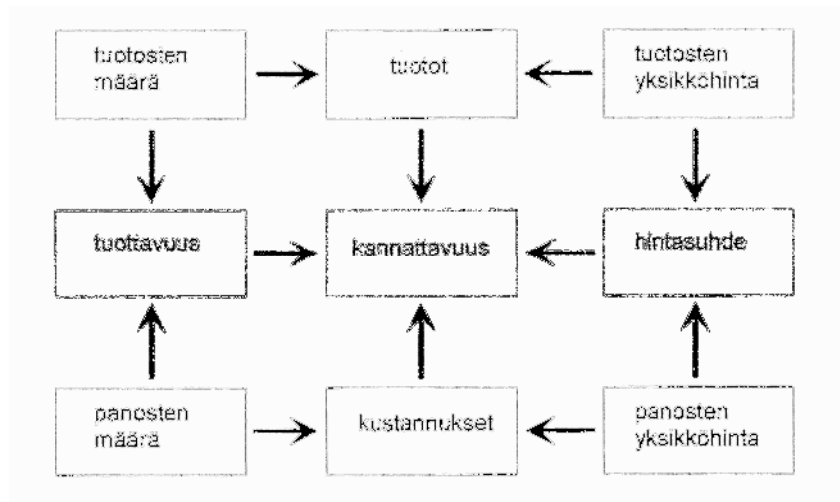 tuotosten
määrä
tuotot
tuotosten
yksikköhinta
tuottavuus
kannattavuus
hintasuhde
panosten
määrä
kustannukset
panosten
yksikköhinta